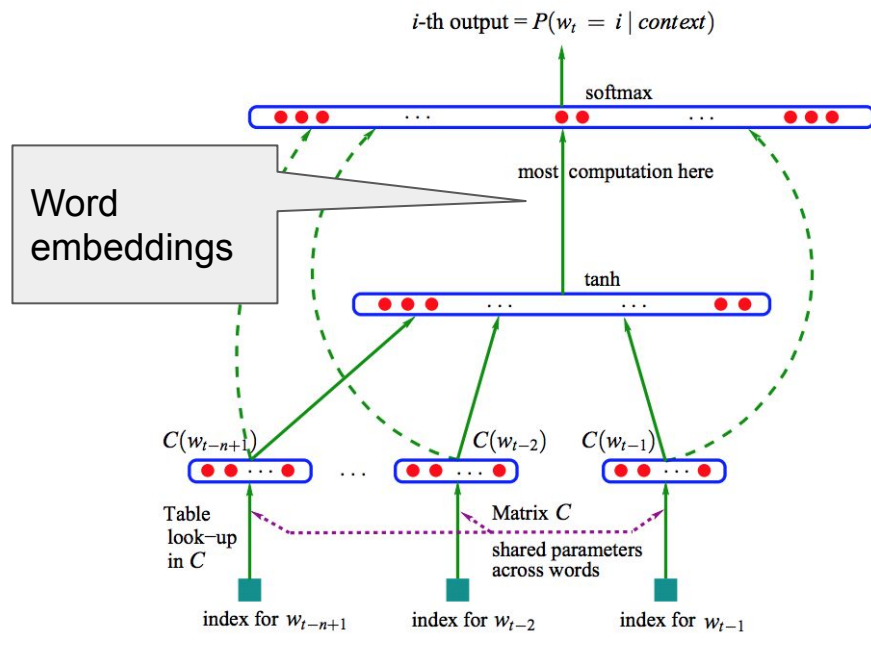 i-th output = P(w_t = i | context)
softmax
. . .
. . .
most computation here
Word
embeddings
tanh
. . .
. . .
C(w_{t−n+1})
C(w_{t−2})
C(w_{t−1})
. . .
. . .
. . .
. . .
Table
look−up
in C
Matrix C
shared parameters
across words
index for w_{t−n+1}
index for w_{t−2}
index for w_{t−1}